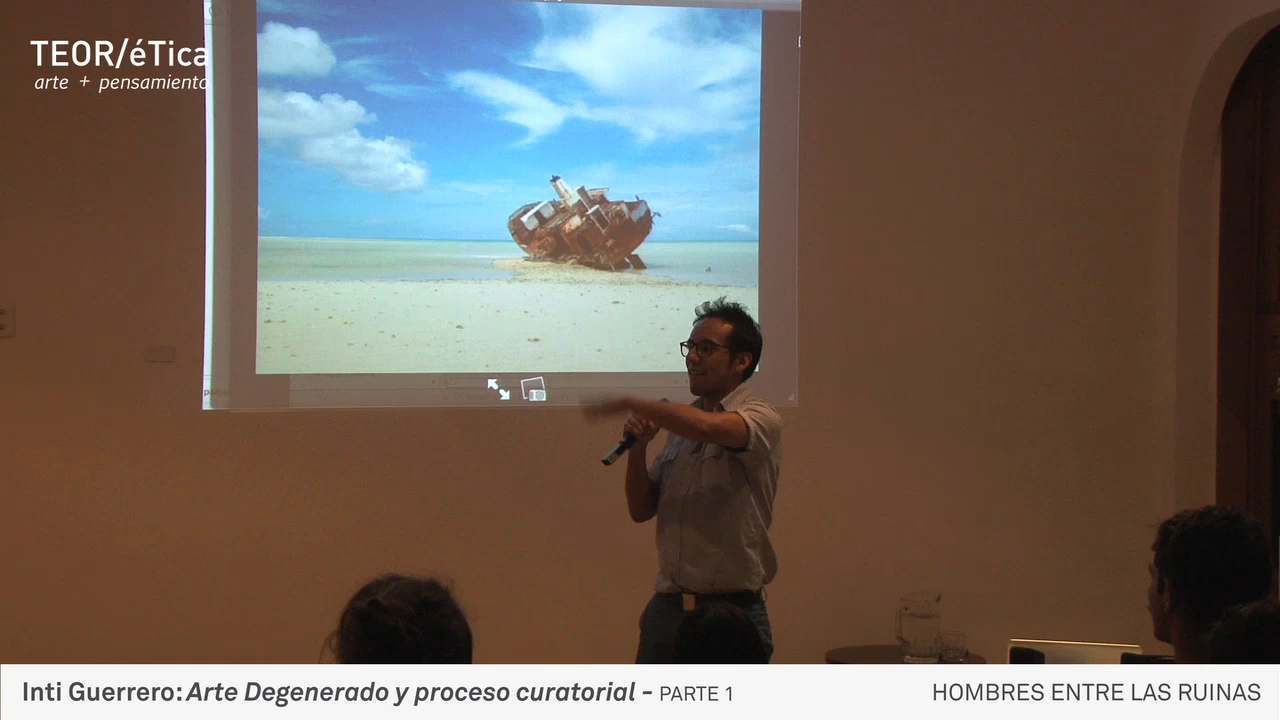 TEOR/éTica
arte + pensamiento
Inti Guerrero: Arte Degenerado y proceso curatorial - PARTE 1
HOMBRES ENTRE LAS RUINAS